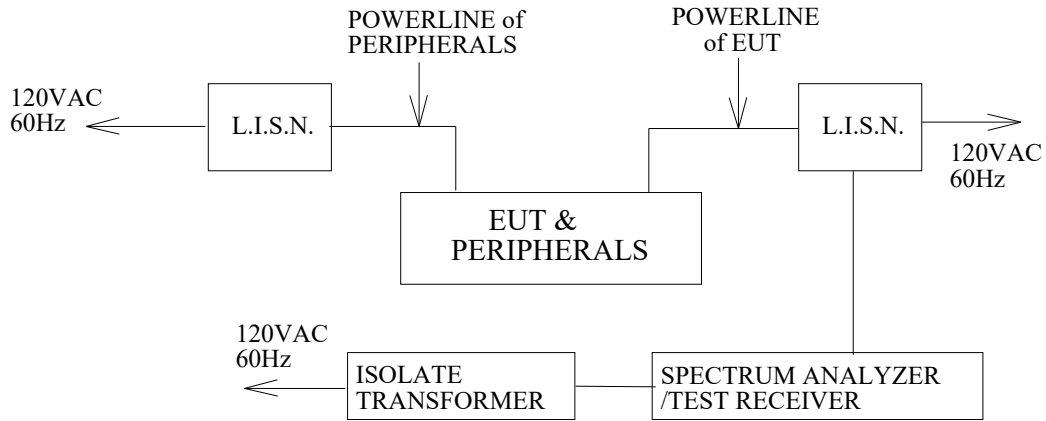 POWERLINE of
PERIPHERALS
POWERLINE
of EUT
120VAC
60Hz
L.I.S.N.
L.I.S.N.
120VAC
60Hz
EUT &
PERIPHERALS
120VAC
60Hz
ISOLATE
TRANSFORMER
SPECTRUM ANALYZER
/TEST RECEIVER